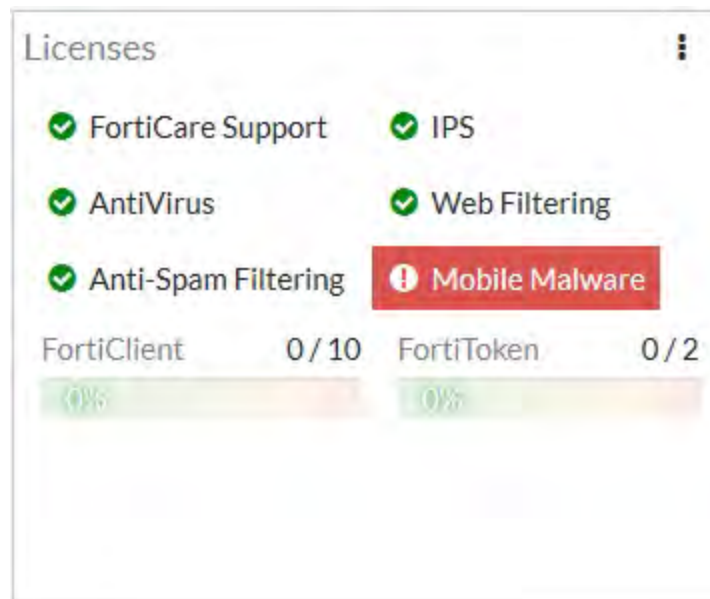 Licenses
FortiCare Support IPS
AntiVirus Web Filtering
Anti-Spam Filtering Mobile Malware
FortiClient 0 / 10 FortiToken 0 / 2
0% 0%